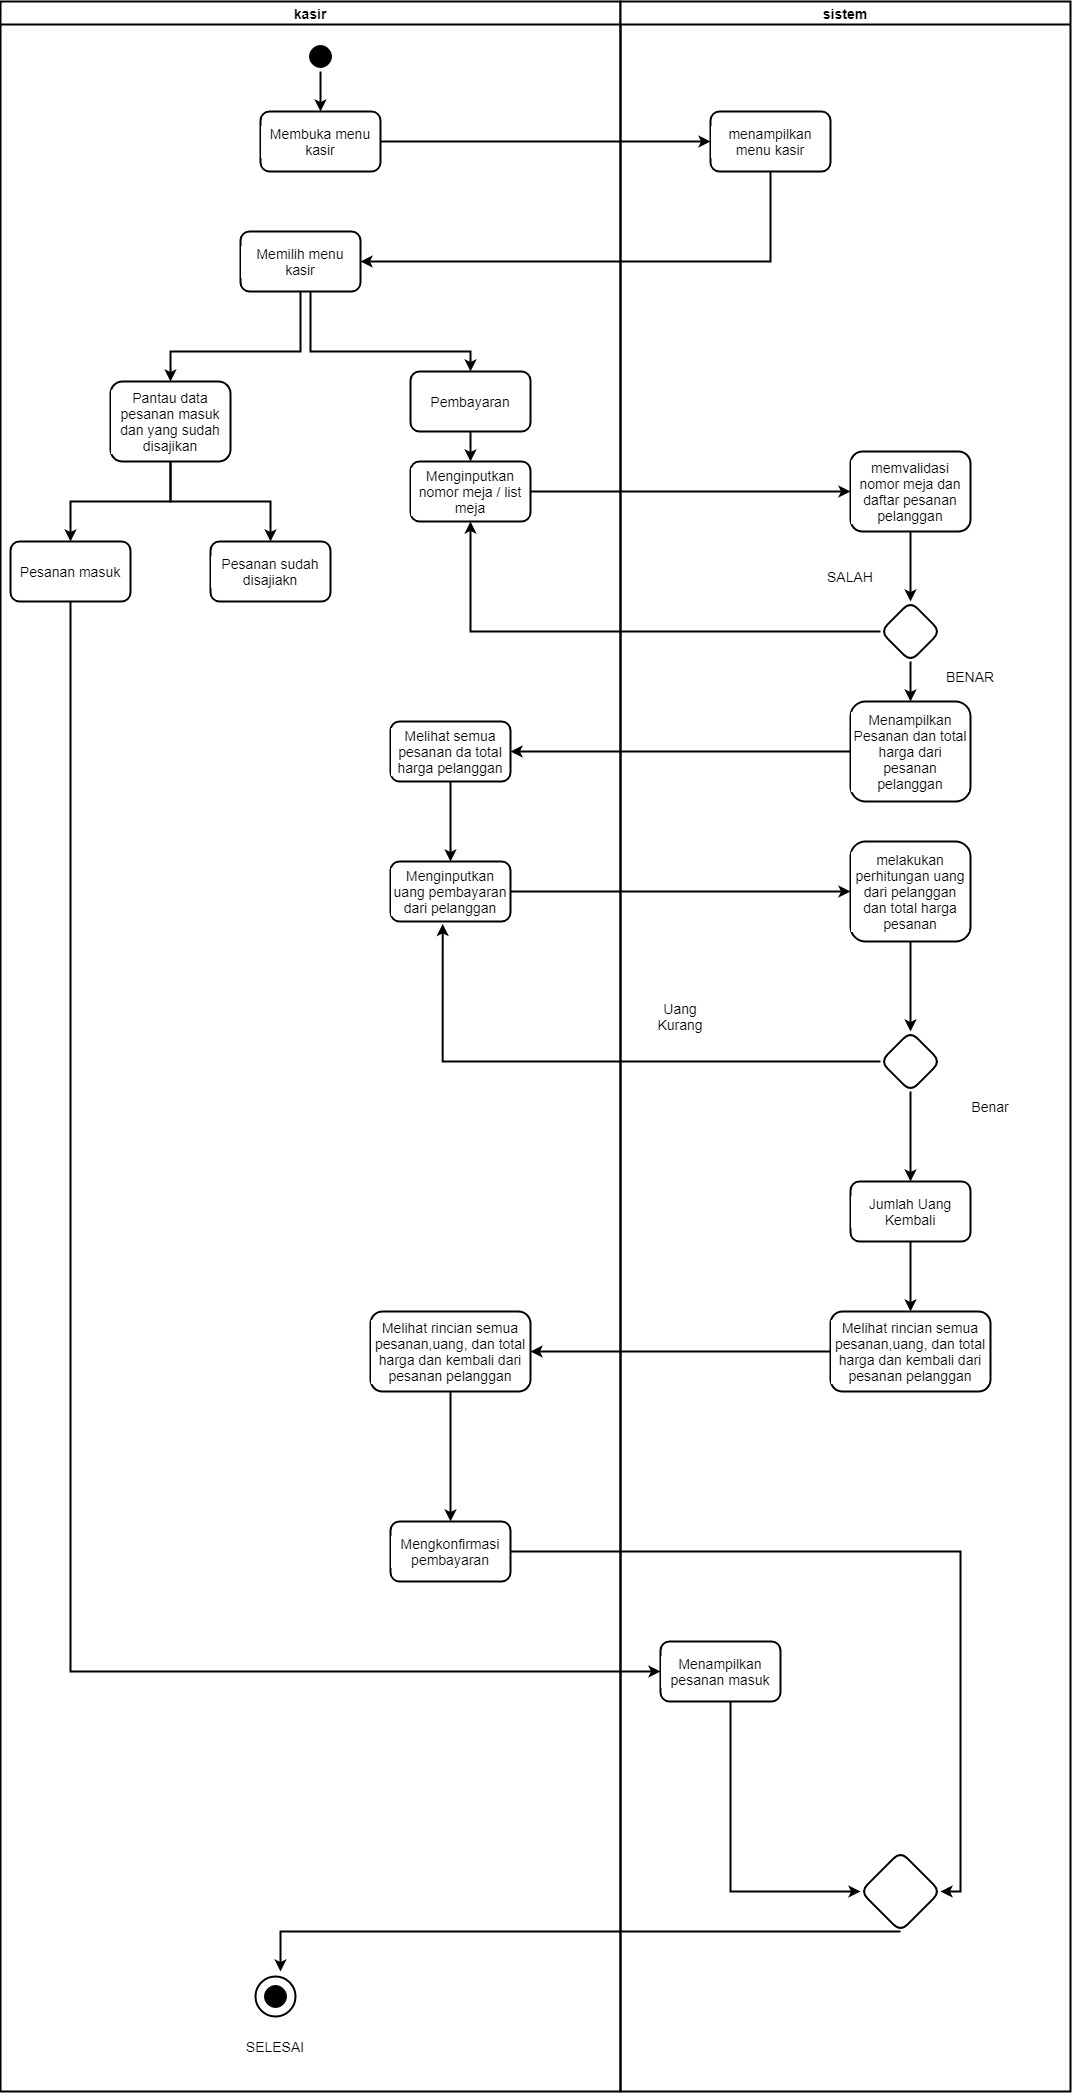 kasir
sistem
Membuka menu
kasir
menampilkan
menu kasir
Memilih menu
kasir
Pantau data
pesanan masuk
dan yang sudah
disajikan
Pembayaran
Menginputkan
nomor meja / list
meja
memvalidasi
nomor meja dan
daftar pesanan
pelanggan
Pesanan masuk
Pesanan sudah
disajiakn
SALAH
BENAR
Melihat semua
pesanan da total
harga pelanggan
Menampilkan
Pesanan dan total
harga dari
pesanan
pelanggan
Menginputkan
uang pembayaran
dari pelanggan
melakukan
perhitungan uang
dari pelanggan
dan total harga
pesanan
Uang
Kurang
Benar
Jumlah Uang
Kembali
Melihat rincian semua
pesanan,uang, dan total
harga dan kembali dari
pesanan pelanggan
Melihat rincian semua
pesanan,uang, dan total
harga dan kembali dari
pesanan pelanggan
Mengkonfirmasi
pembayaran
Menampilkan
pesanan masuk
SELESAI